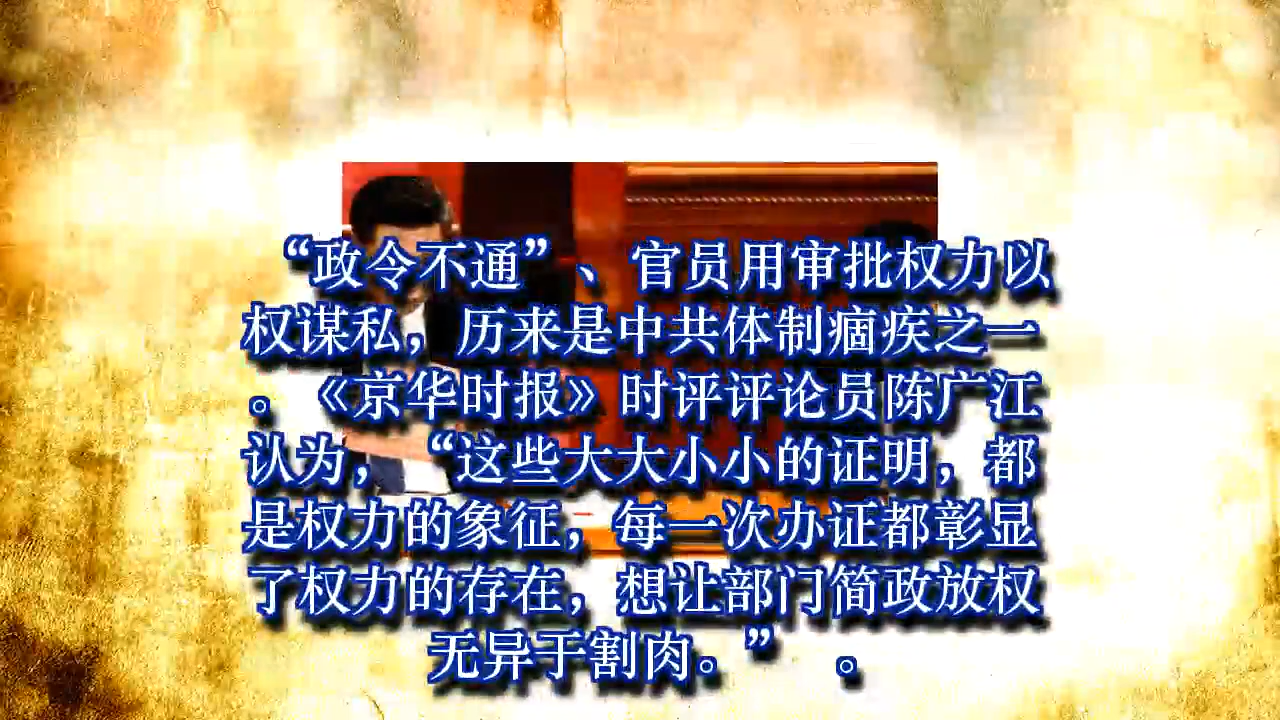 “政令不通”、官员用审批权力以
权谋私，历来是中共体制痼疾之一
。《京华时报》时评评论员陈广江
认为，“这些大大小小的证明，都
是权力的象征，每一次办证都彰显
了权力的存在，想让部门简政放权
无异于割肉。” 。